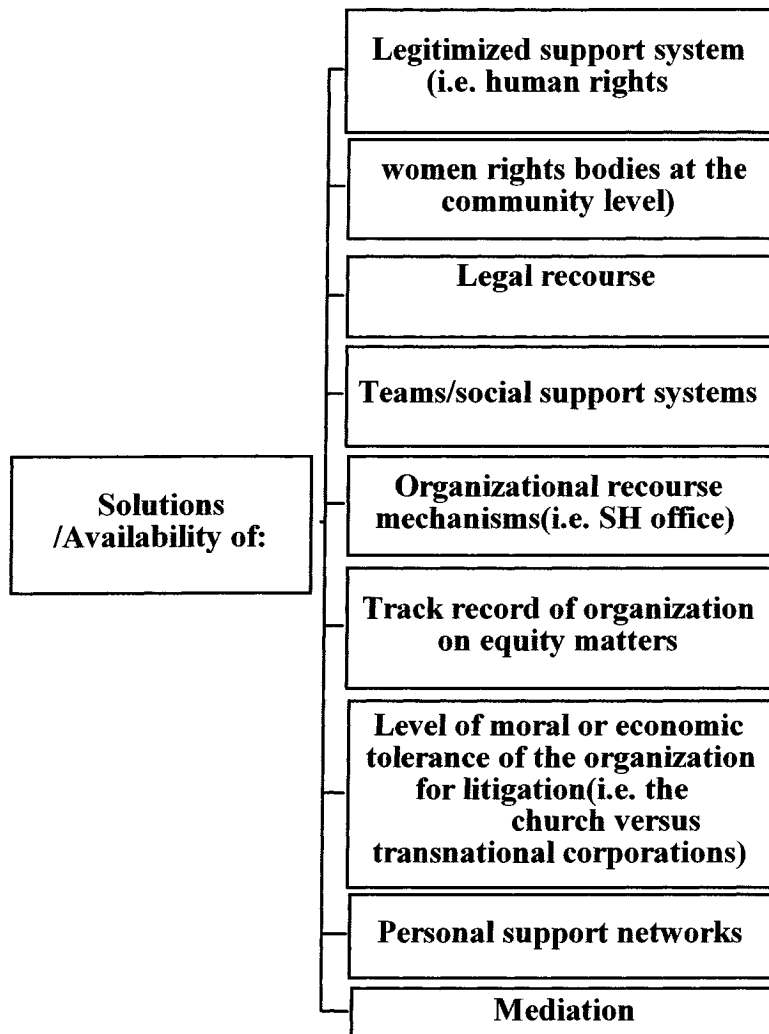 Legitimized support system
(i.e. human rights
women rights bodies at the
community level)
Legal recourse
Teams/social support systems
Solutions
/Availability of:
Organizational recourse
mechanisms(i.e. SH office)
Track record of organization
on equity matters
Level of moral or economic
tolerance of the organization
for litigation(i.e. the
church versus
transnational corporations)
Personal support networks
Mediation